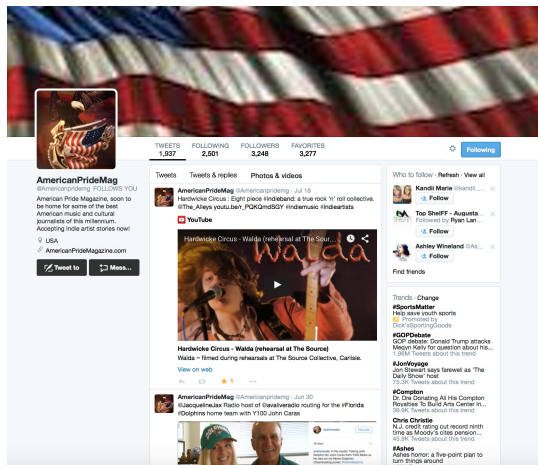 TWEETS
1,937
FOLLOWING
2,501
FOLLOWERS
3,248
FAVORITES
3,277
Following
AmericanPrideMag
@Americanpridemg FOLLOWS YOU
American Pride Magazine, soon to
be home for some of the best
American music and cultural
journalists of this millennium.
Accepting indie artist stories now!
USA
AmericanPrideMagazine.com
Tweet to
Mess...
Tweets
Tweets & replies
Photos & videos
AmericanPrideMag @Americanpridemg · Jul 18
Hardwicke Circus : Eight piece #indieband: a true rock 'n' roll collective.
@The_Alleys youtu.be/r_PQKQmdSGY #indiemusic #indieartists
YouTube
Hardwicke Circus - Walda (rehearsal at The Sour...
Walda
Hardwicke Circus - Walda (rehearsal at The Source)
Walda – filmed during rehearsals at The Source Collective, Carlisle.
View on web
1
AmericanPrideMag @Americanpridemg · Jun 30
@JacquelineJax Radio host of @avaliveradio routing for the #Florida
#Dolphins home team with Y100 John Caras
Who to follow · Refresh · View all
Kandii Marie @kandii_...
Follow
Top ShelFF - Augusta...
Followed by Ryan Lan...
Follow
Ashley Wineland @As...
Follow
Find friends
Trends · Change
#SportsMatter
Help save youth sports
Promoted by
Dick'sSportingGoods
#GOPDebate
GOP debate: Donald Trump attacks
Megyn Kelly for question about his...
1.96M Tweets about this trend
#JonVoyage
Jon Stewart says farewell as 'The
Daily Show' host
75.3K Tweets about this trend
#Compton
Dr. Dre Donating All His Compton
Royalties To Build Arts Center In...
39.9K Tweets about this trend
Chris Christie
N.J. credit rating cut record ninth
time as Moody's cites pension...
45.9K Tweets about this trend
#Ashes
Ashes horror: a five-point plan to
turn things around